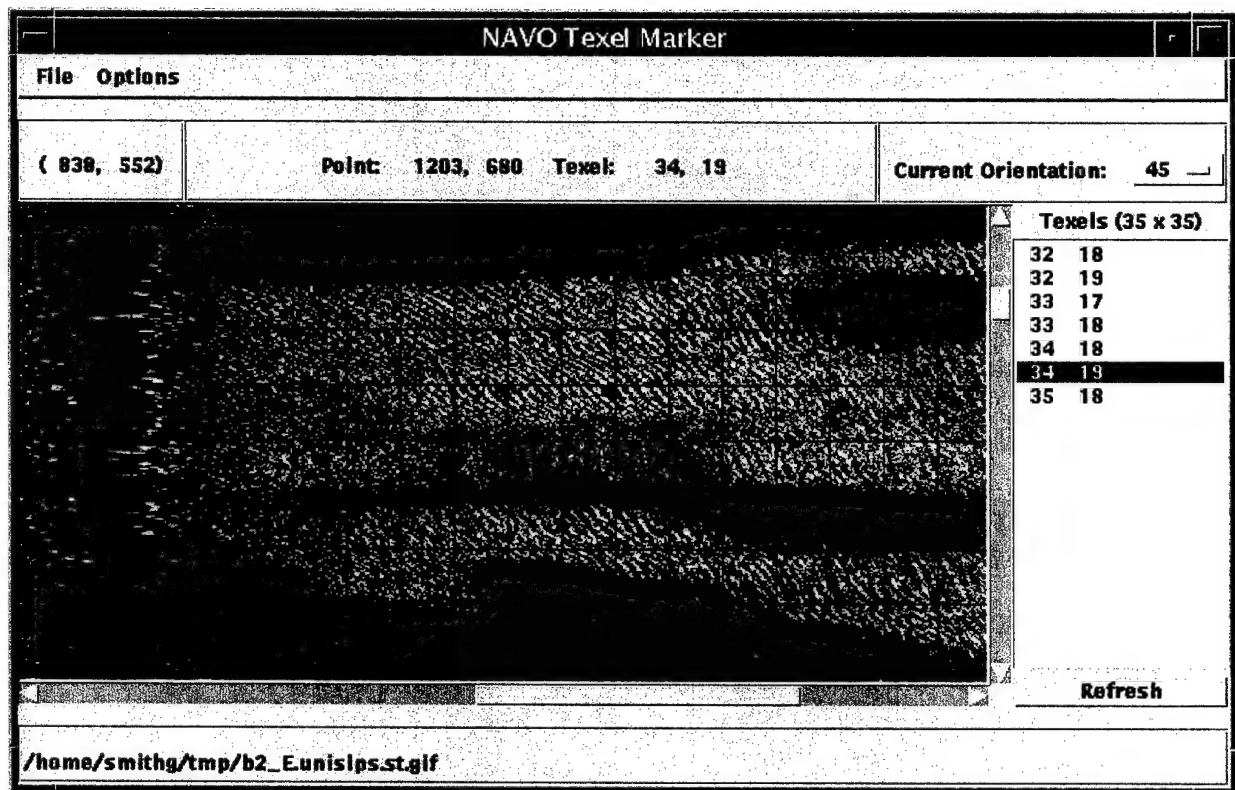 NAVO Texel Marker
File Options
( 838, 552) Point: 1203, 680 Texel: 34, 19 Current Orientation: 45
Texels (35 x 35)
32 18
32 19
33 17
33 18
34 18
34 19
35 18
Refresh
/home/smithg/tmp/b2_E.unisips.st.gif